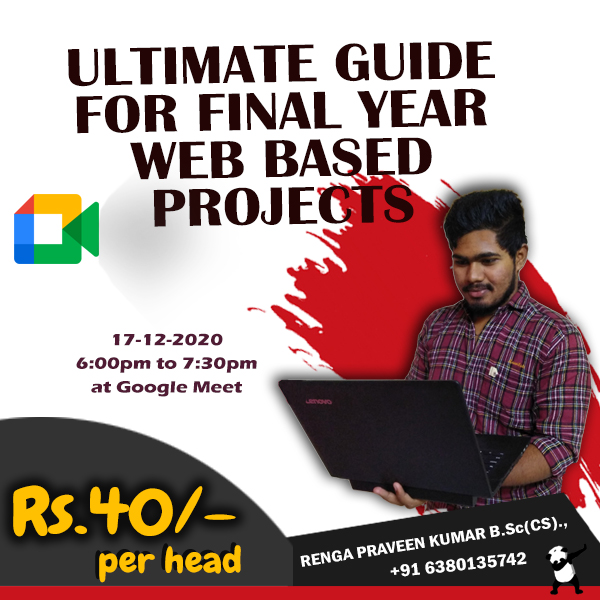 ULTIMATE GUIDE
FOR FINAL YEAR
WEB BASED
PROJECTS
17-12-2020
6:00pm to 7:30pm
at Google Meet
Lenovo
Rs.40/-
per head
RENGA PRAVEEN KUMAR B.Sc(CS).,
+91 6380135742